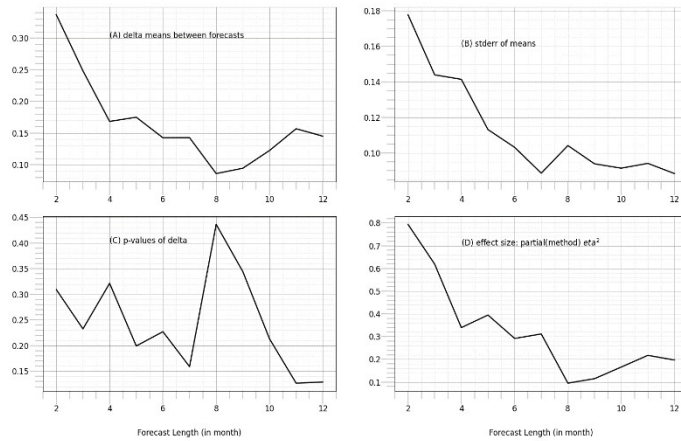 (A) delta means between forecasts
0.30
0.25
0.20
0.15
0.10
2 4 6 8 10 12
(B) stderr of means
0.18
0.16
0.14
0.12
0.10
2 4 6 8 10 12
(C) p-values of delta
0.45
0.40
0.35
0.30
0.25
0.20
0.15
2 4 6 8 10 12
Forecast Length (in month)
(D) effect size: partial(method) eta²
0.8
0.7
0.6
0.5
0.4
0.3
0.2
0.1
2 4 6 8 10 12
Forecast Length (in month)